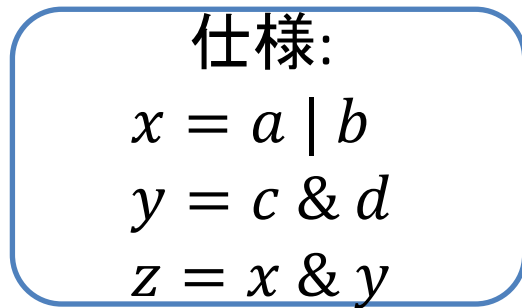 仕様:
x = a | b
y = c & d
z = x & y